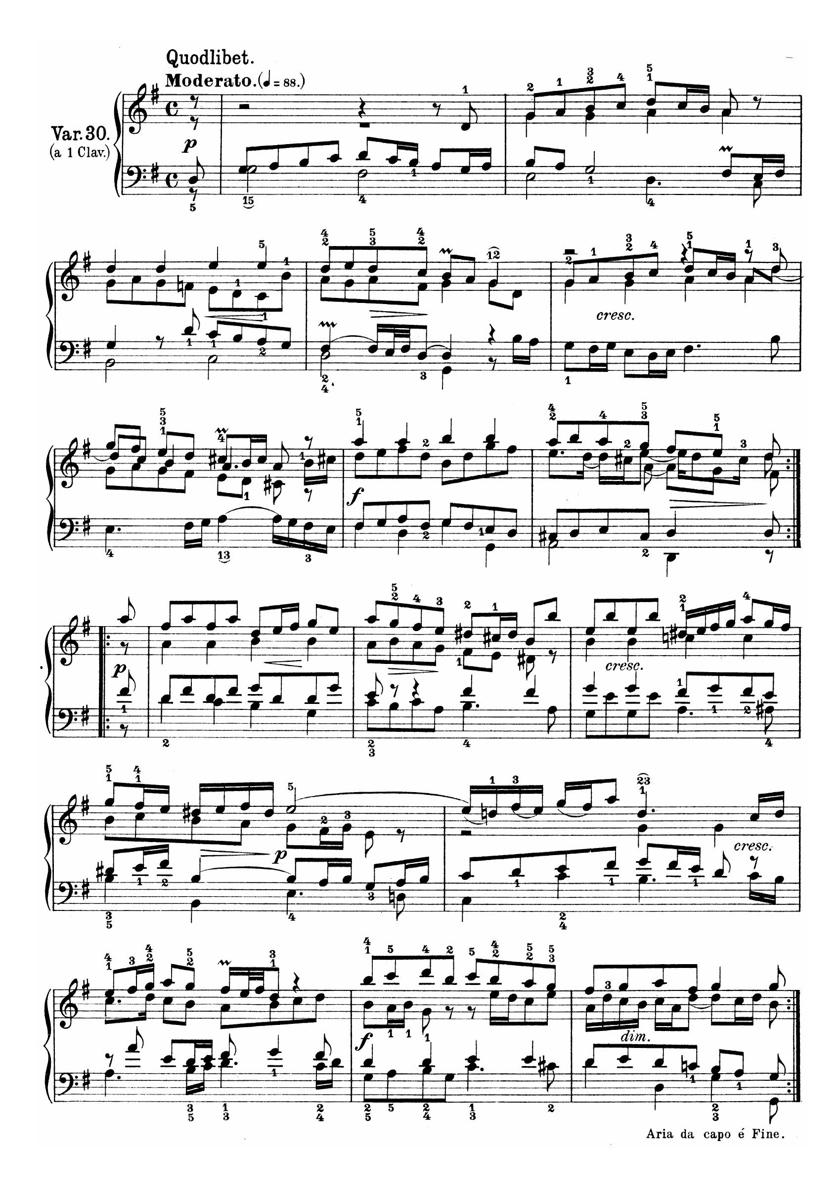 Quodlibet.
Moderato. (♩= 88.)
Var. 30.
(a 1 Clav.)
p
cresc.
f
p
cresc.
p
cresc.
f
dim.
Aria da capo é Fine.